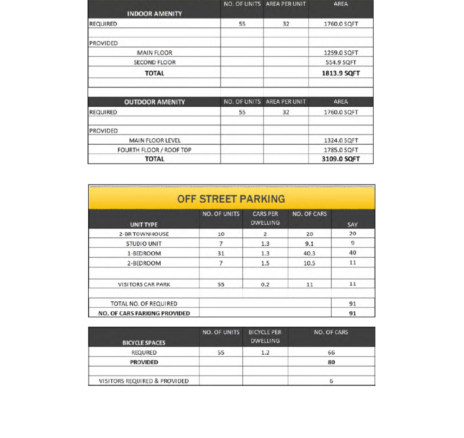 NO. OF UNITS AREA PER UNIT AREA
INDOOR AMENITY
REQUIRED 55 32 1760.0 SQFT
PROVIDED
MAIN FLOOR 1259.0 SQFT
SECOND FLOOR 554.9 SQFT
TOTAL 1813.9 SQFT
OUTDOOR AMENITY NO. OF UNITS AREA PER UNIT AREA
REQUIRED 55 32 1760.0 SQFT
PROVIDED
MAIN FLOOR LEVEL 1324.0 SQFT
FOURTH FLOOR / ROOF TOP 1785.0 SQFT
TOTAL 3109.0 SQFT
OFF STREET PARKING
NO. OF UNITS CARS PER NO. OF CARS
DWELLING
UNIT TYPE SAY
2-BR TOWNHOUSE 10 2 20 20
STUDIO UNIT 7 1.3 9.1 9
1-BEDROOM 31 1.3 40.3 40
2-BEDROOM 7 1.5 10.5 11
VISITORS CAR PARK 55 0.2 11 11
TOTAL NO. OF REQUIRED 91
NO. OF CARS PARKING PROVIDED 91
NO. OF UNITS BICYCLE PER NO. OF CARS
DWELLING
BICYCLE SPACES
REQUIRED 55 1.2 66
PROVIDED 80
VISITORS REQUIRED & PROVIDED 6